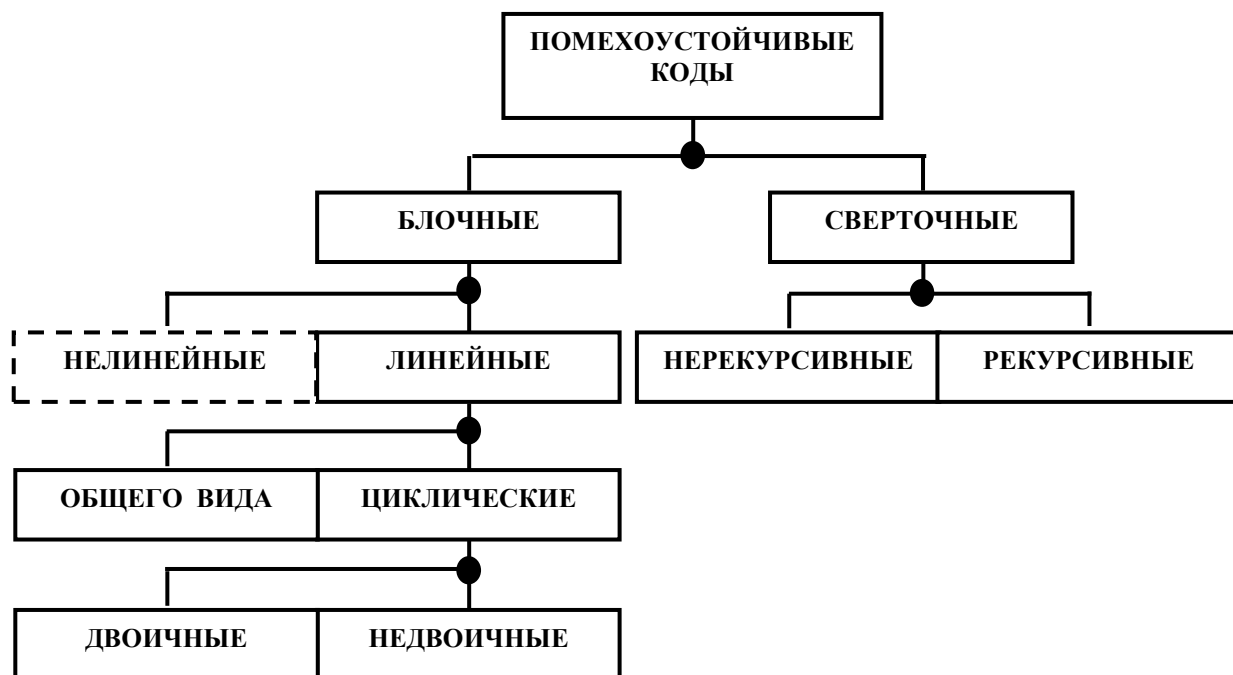 ПОМЕХОУСТОЙЧИВЫЕ
КОДЫ
БЛОЧНЫЕ
СВЕРТОЧНЫЕ
НЕЛИНЕЙНЫЕ
ЛИНЕЙНЫЕ
НЕРЕКУРСИВНЫЕ
РЕКУРСИВНЫЕ
ОБЩЕГО ВИДА
ЦИКЛИЧЕСКИЕ
ДВОИЧНЫЕ
НЕДВОИЧНЫЕ